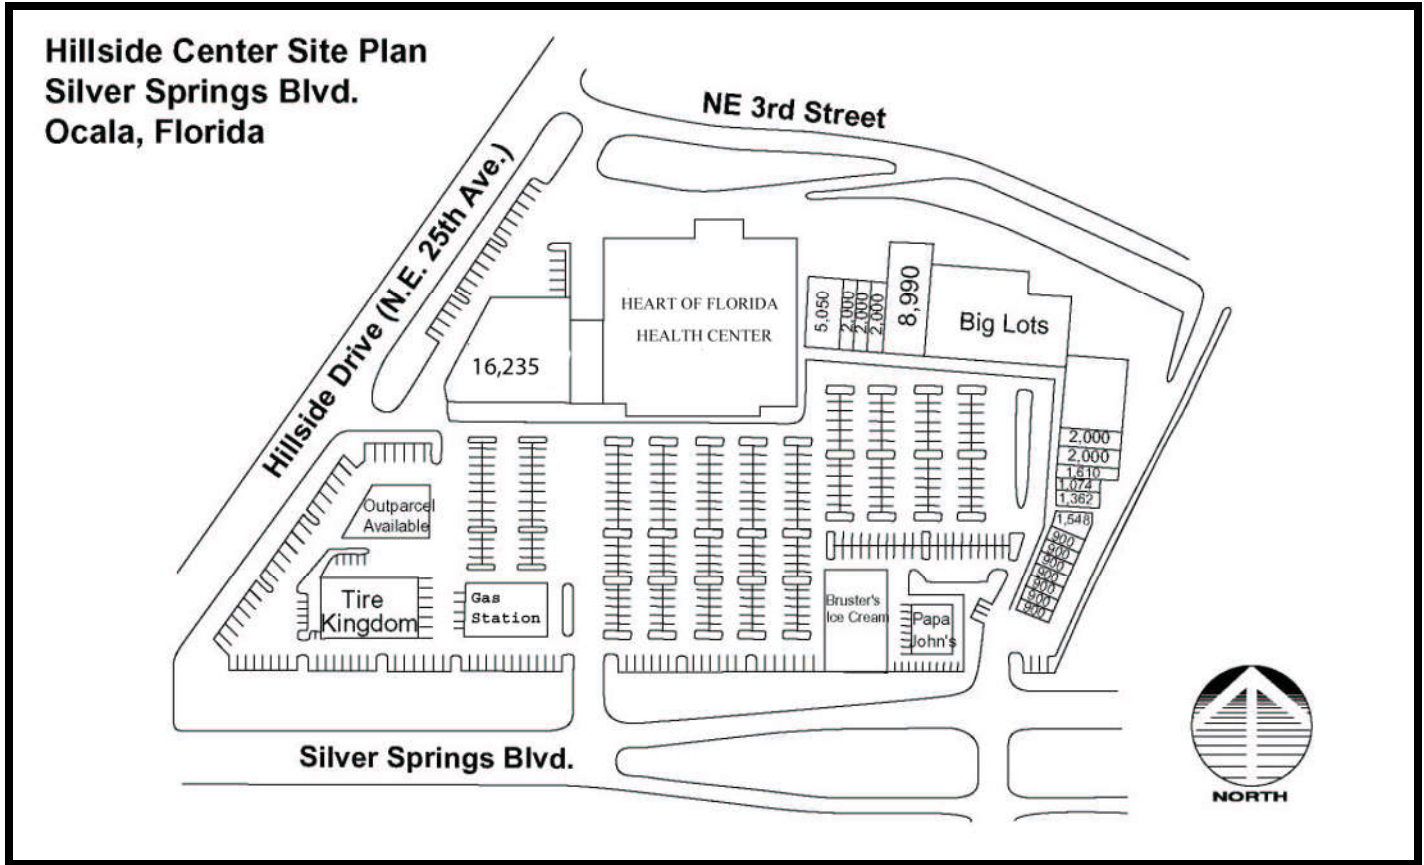 Hillside Center Site Plan
Silver Springs Blvd.
Ocala, Florida
NE 3rd Street
Hillside Drive (N.E. 25th Ave.)
HEART OF FLORIDA
HEALTH CENTER
16,235
5,050
2,000
2,000
2,000
8,990
Big Lots
2,000
2,000
1,610
1,074
1,362
1,548
900
900
900
900
900
900
900
Outparcel
Available
Tire
Kingdom
Gas
Station
Bruster's
Ice Cream
Papa
John's
Silver Springs Blvd.
NORTH